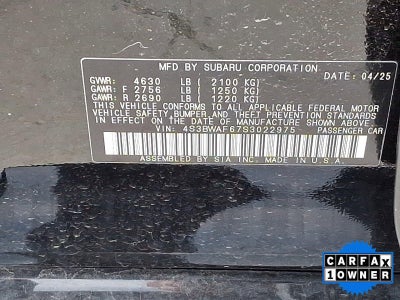 MFD BY SUBARU CORPORATION
DATE: 04/25
GVWR: 4630 LB ( 2100 KG)
GAWR: F 2756 LB ( 1250 KG)
GAWR: R 2690 LB ( 1220 KG)
THIS VEHICLE CONFORMS TO ALL APPLICABLE FEDERAL MOTOR
VEHICLE SAFETY, BUMPER, AND THEFT PREVENTION STANDARDS
IN EFFECT ON THE DATE OF MANUFACTURE SHOWN ABOVE.
VIN: 4S3BWAF67S3022975 PASSENGER CAR
ASSEMBLED BY SIA INC. MADE IN U.S.A.
CARFAX
1 OWNER